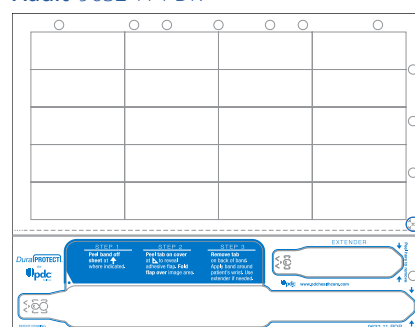 STEP 1
Peel band off
sheet at
where indicated.
STEP 2
Peel tab on cover
at to reveal
adhesive flap. Fold
flap over image area.
STEP 3
Remove tab
on back of band.
Apply band around
patient's wrist. Use
extender if needed.
DuraPROTECT
by
pdc
EXTENDER
pdc
www.pdchealthcare.com